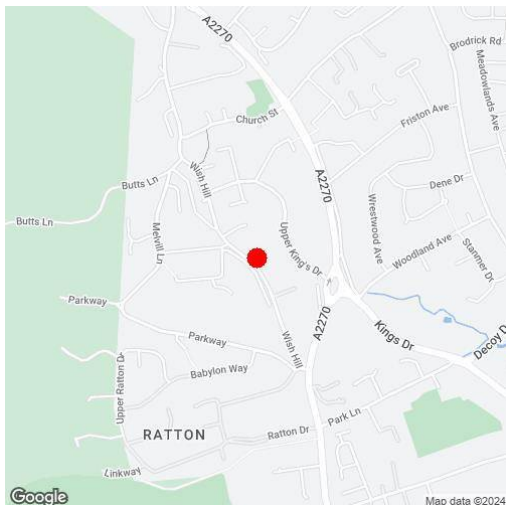 A2270
Brodrick Rd
Meadowlands Ave
Church St
Friston Ave
A2270
Wish Hill
Butts Ln
Dene Dr
Wrestwood Ave
Butts Ln
Melvill Ln
Upper King's Dr
Woodland Ave
Stanmer Dr
Parkway
A2270
Kings Dr
Parkway
Wish Hill
Decoy D
Babylon Way
Upper Ratton Dr
Park Ln
RATTON
Ratton Dr
Linkway
Google
Map data ©2024